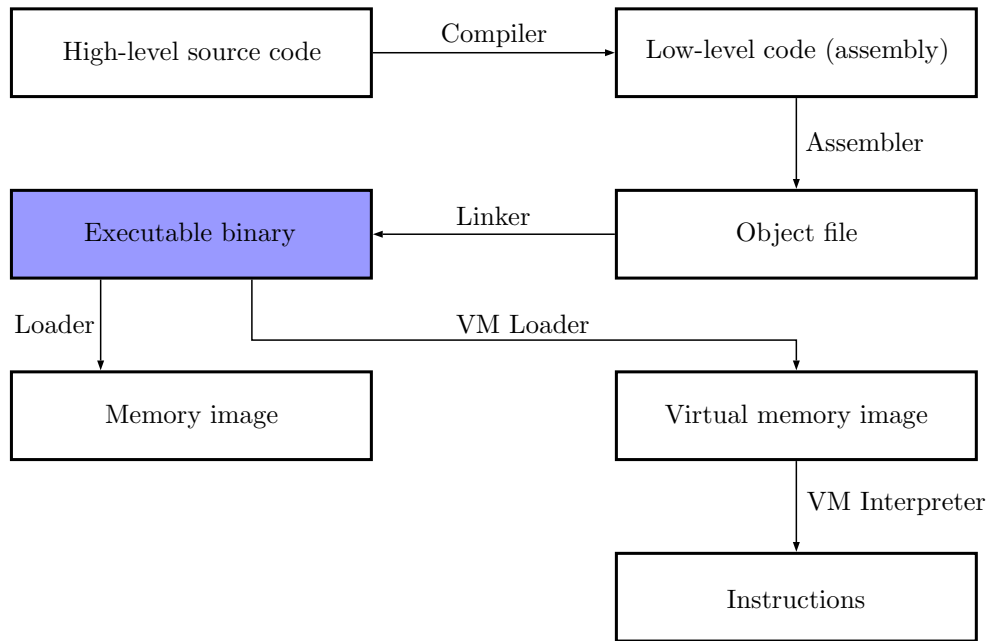 High-level source code
Compiler
Low-level code (assembly)
Assembler
Executable binary
Linker
Object file
Loader
VM Loader
Memory image
Virtual memory image
VM Interpreter
Instructions